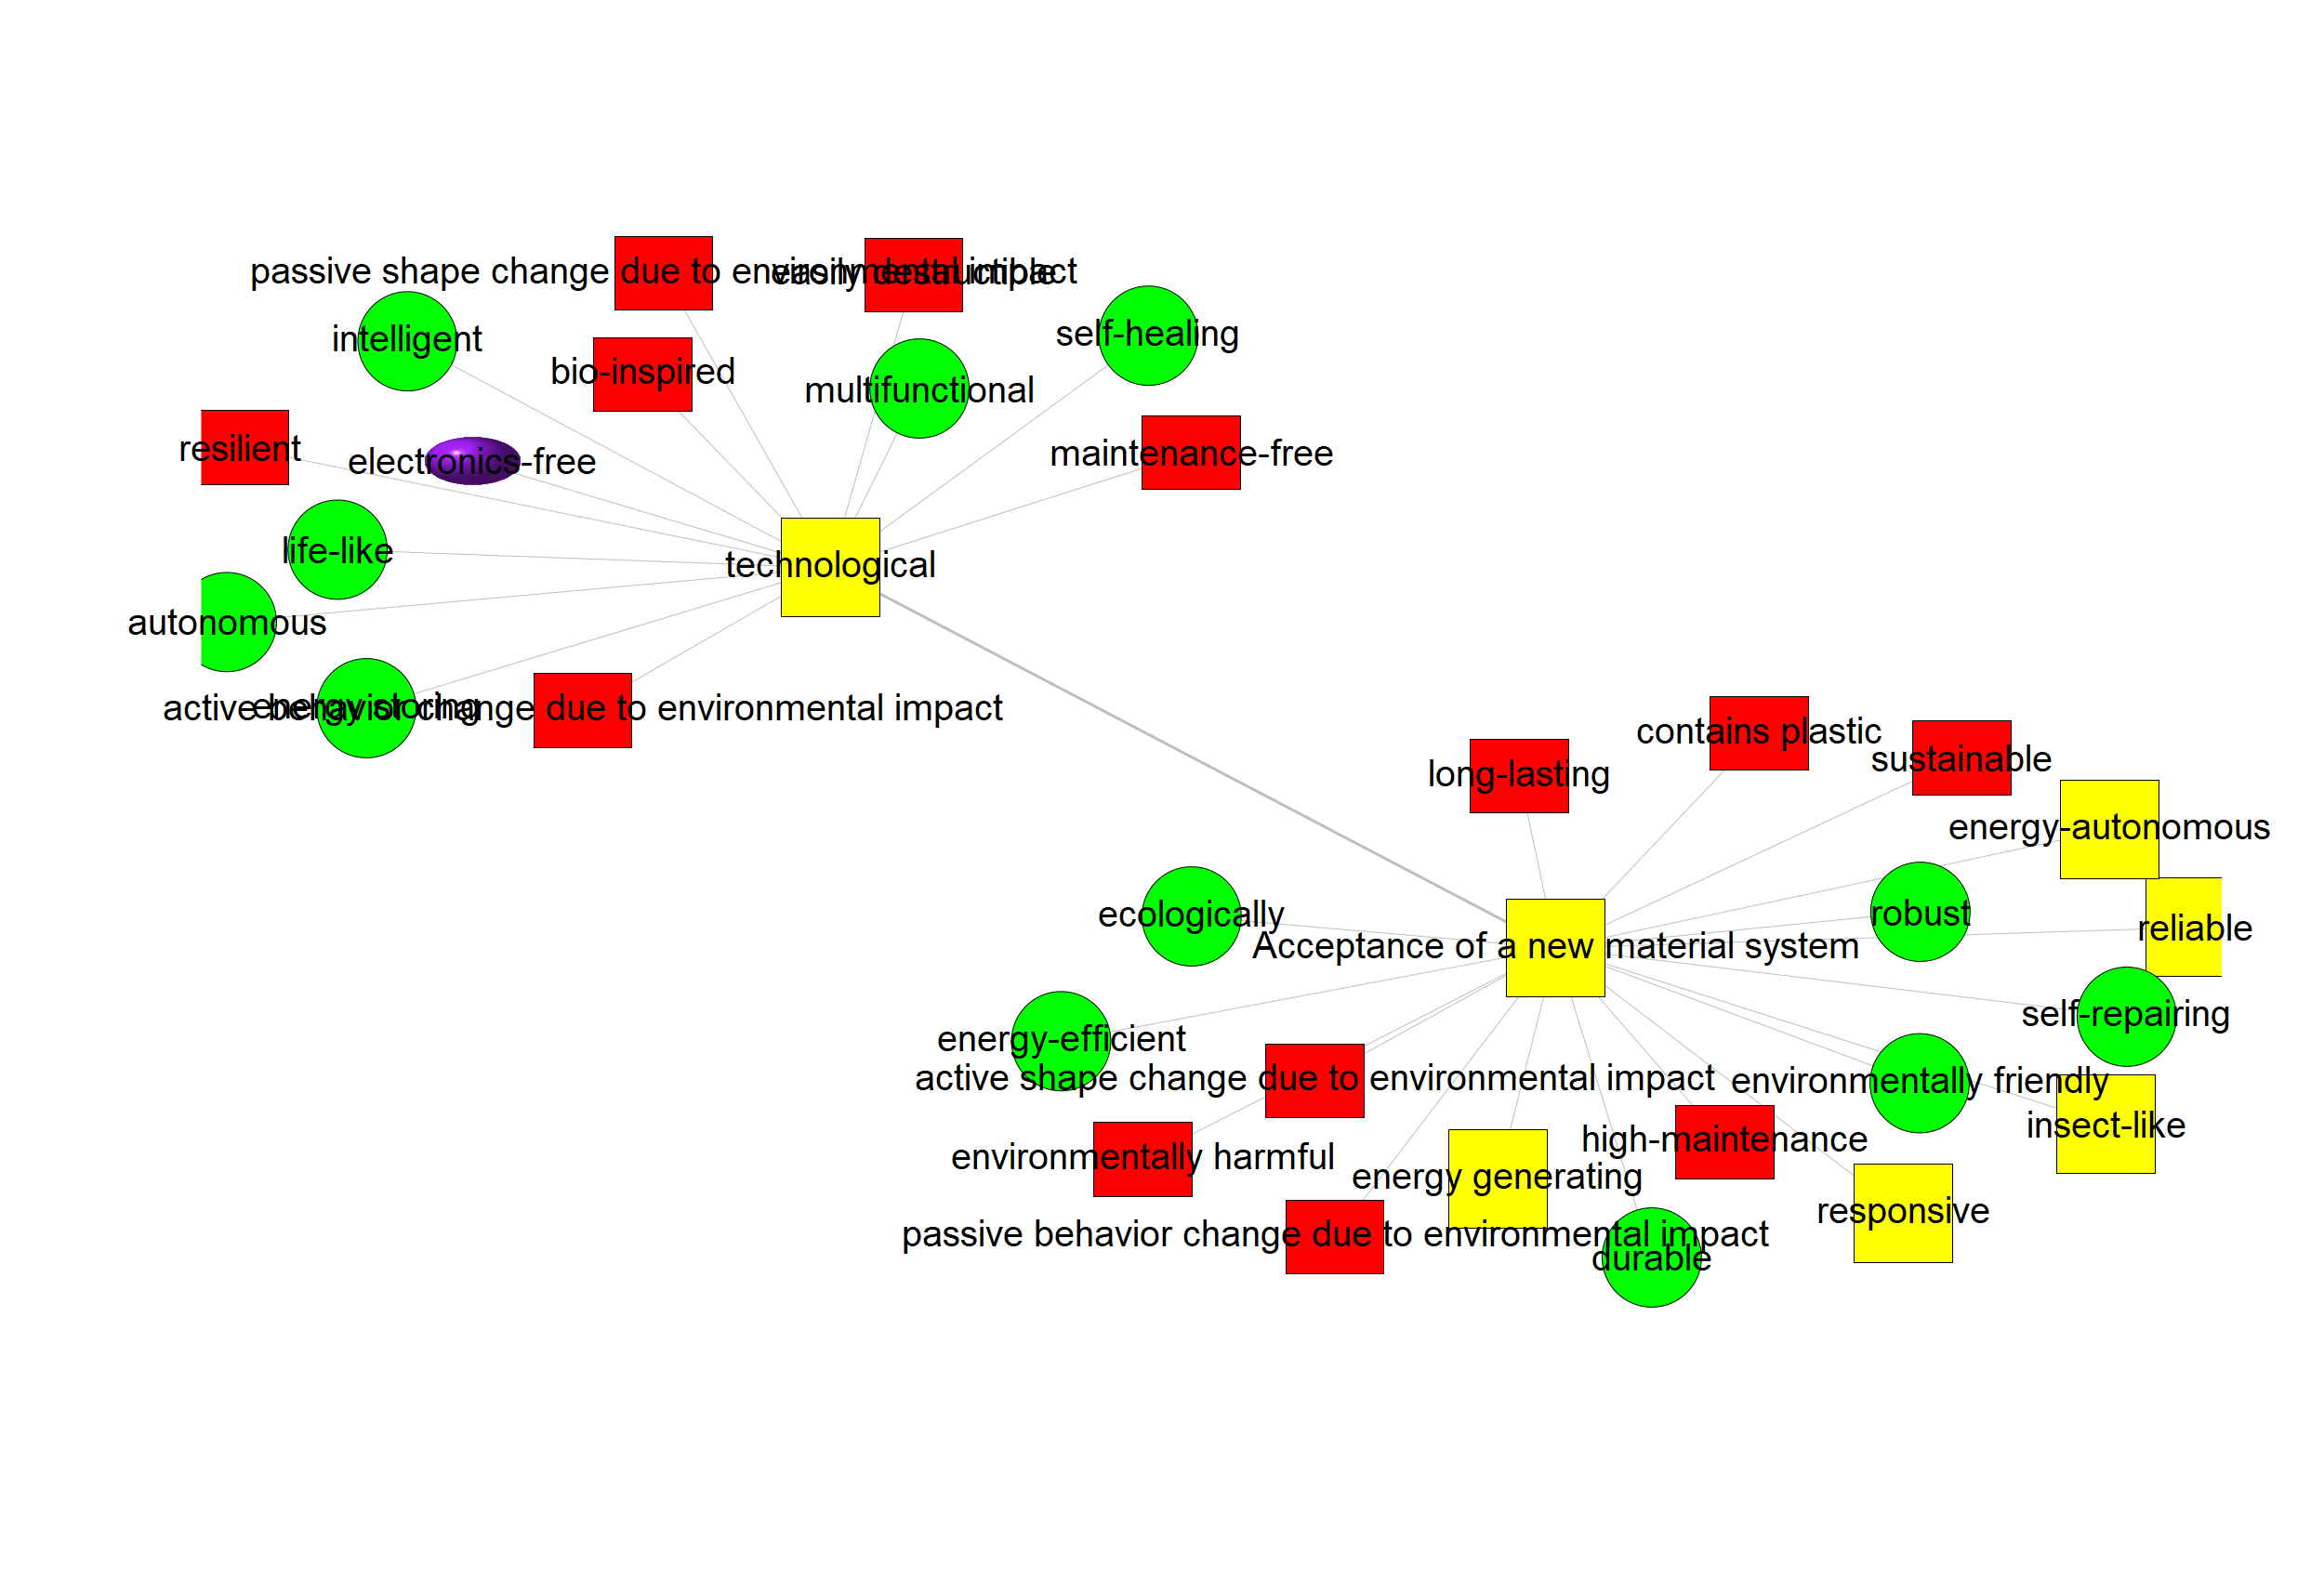 passive shape change due to environmental impact
easily destructible
intelligent
self-healing
bio-inspired
multifunctional
resilient
electronics-free
maintenance-free
life-like
technological
autonomous
energy storing
active behavior change due to environmental impact
contains plastic
long-lasting
sustainable
energy-autonomous
ecologically
robust
reliable
Acceptance of a new material system
self-repairing
energy-efficient
active shape change due to environmental impact
environmentally friendly
insect-like
high-maintenance
environmentally harmful
energy generating
responsive
passive behavior change due to environmental impact
durable